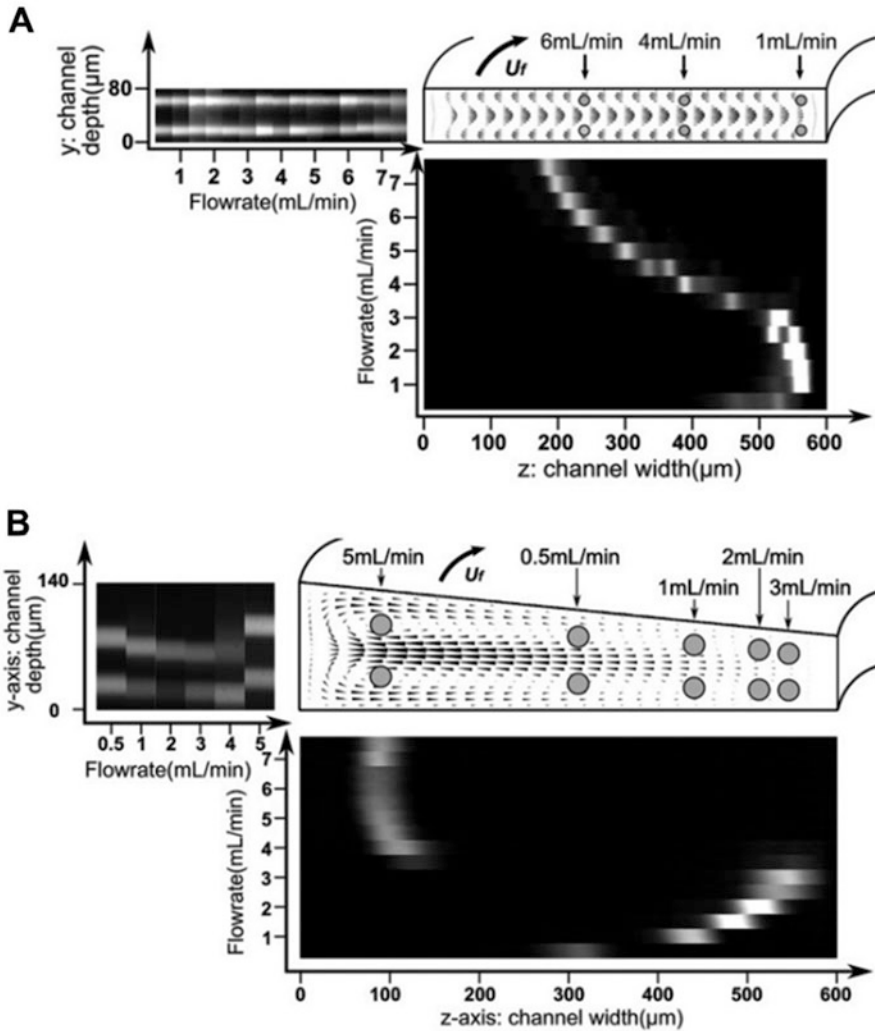 A
y: channel
depth(µm)
80
0
1 2 3 4 5 6 7
Flowrate(mL/min)
6mL/min 4mL/min 1mL/min
Uf
Flowrate(mL/min)
7
6
5
4
3
2
1
0 100 200 300 400 500 600
z: channel width(µm)
B
y-axis: channel
depth(µm)
140
0
0.5 1 2 3 4 5
Flowrate(mL/min)
5mL/min 0.5mL/min 2mL/min
Uf
1mL/min 3mL/min
Flowrate(mL/min)
7
6
5
4
3
2
1
0 100 200 300 400 500 600
z-axis: channel width(µm)